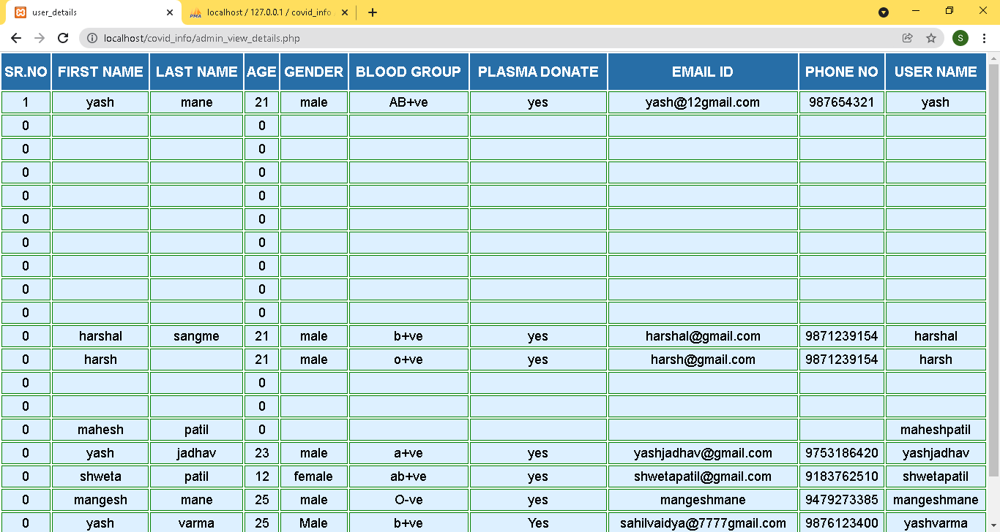 user_details
localhost / 127.0.0.1 / covid_info
localhost/covid_info/admin_view_details.php
S
SR.NO FIRST NAME LAST NAME AGE GENDER BLOOD GROUP PLASMA DONATE EMAIL ID PHONE NO USER NAME
1 yash mane 21 male AB+ve yes yash@12gmail.com 987654321 yash
0 0
0 0
0 0
0 0
0 0
0 0
0 0
0 0
0 0
0 harshal sangme 21 male b+ve yes harshal@gmail.com 9871239154 harshal
0 harsh 21 male o+ve yes harsh@gmail.com 9871239154 harsh
0 0
0 0
0 mahesh patil 0 maheshpatil
0 yash jadhav 23 male a+ve yes yashjadhav@gmail.com 9753186420 yashjadhav
0 shweta patil 12 female ab+ve yes shwetapatil@gmail.com 9183762510 shwetapatil
0 mangesh mane 25 male O-ve yes mangeshmane 9479273385 mangeshmane
0 yash varma 25 Male b+ve Yes sahilvaidya@7777gmail.com 9876123400 yashvarma